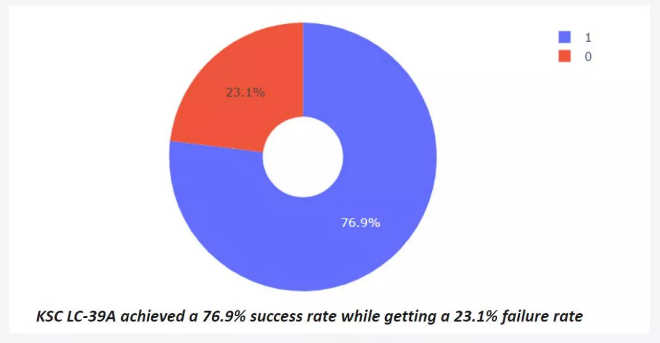 1
0
23.1%
76.9%
KSC LC-39A achieved a 76.9% success rate while getting a 23.1% failure rate